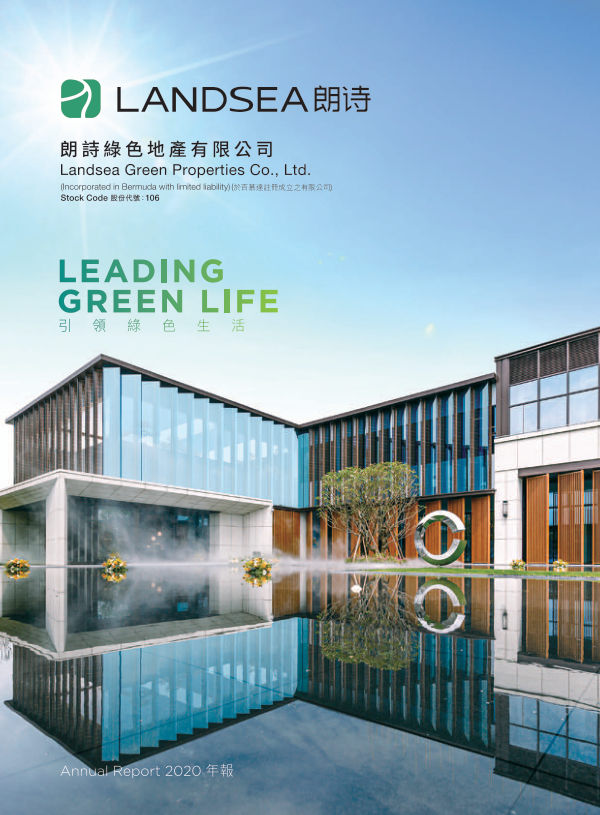 LANDSEA朗诗
朗詩綠色地產有限公司
Landsea Green Properties Co., Ltd.
(Incorporated in Bermuda with limited liability) (於百慕達註冊成立之有限公司)
Stock Code 股份代號 : 106
LEADING
GREEN LIFE
引領綠色生活
Annual Report 2020 年報